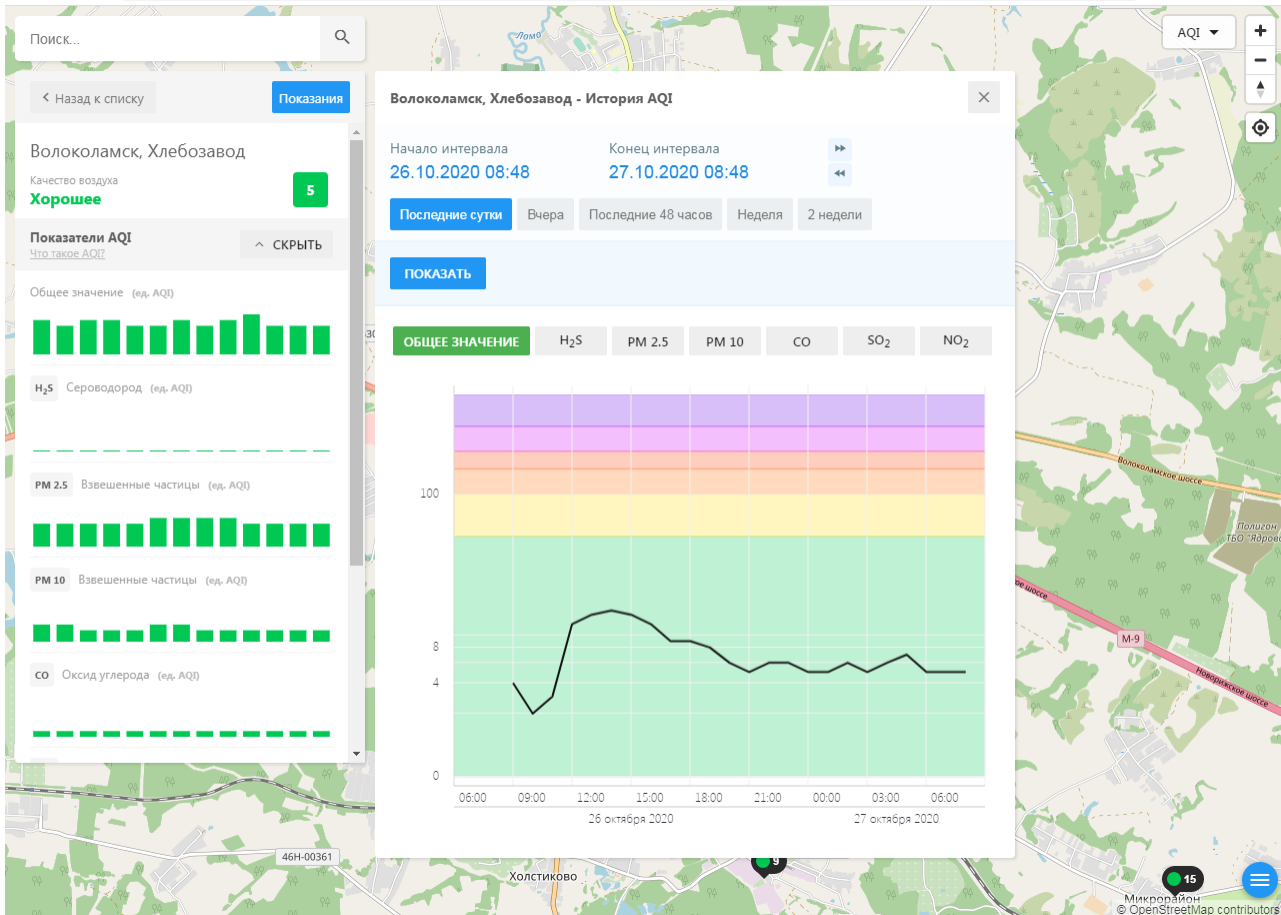 Поиск...
AQI
Ламо
Назад к списку
Показания
Волоколамск, Хлебозавод
Качество воздуха
Хорошее
5
Показатели AQI
Что такое AQI?
СКРЫТЬ
Общее значение (ед. AQI)
H2S Сероводород (ед. AQI)
PM 2.5 Взвешенные частицы (ед. AQI)
PM 10 Взвешенные частицы (ед. AQI)
CO Оксид углерода (ед. AQI)
Волоколамск, Хлебозавод - История AQI
Начало интервала
26.10.2020 08:48
Конец интервала
27.10.2020 08:48
Последние сутки
Вчера
Последние 48 часов
Неделя
2 недели
ПОКАЗАТЬ
ОБЩЕЕ ЗНАЧЕНИЕ
H2S
PM 2.5
PM 10
CO
SO2
NO2
100
8
4
0
06:00 09:00 12:00 15:00 18:00 21:00 00:00 03:00 06:00
26 октября 2020 27 октября 2020
Волоколамское шоссе
Полигон
ТБО "Ядрово
ое шоссе
М-9
Новорижское шоссе
46Н-00361
Холстиково
9
15
Микрорайон
© OpenStreetMap contributors